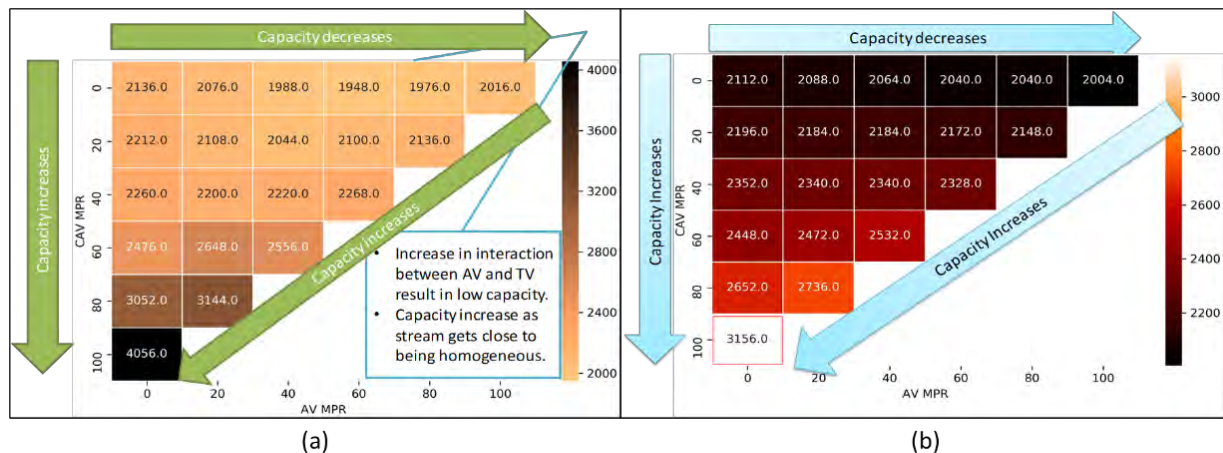 Capacity decreases
Capacity Increases
CAV MPR
0
2136.0 2076.0 1988.0 1948.0 1976.0 2016.0
20
2212.0 2108.0 2044.0 2100.0 2136.0
40
2260.0 2200.0 2220.0 2268.0
60
2476.0 2648.0 2556.0
80
3052.0 3144.0
100
4056.0
0 20 40 60 80 100
AV MPR
Capacity increases
• Increase in interaction
between AV and TV
result in low capacity.
• Capacity increase as
stream gets close to
being homogeneous.
4000
3600
3200
2800
2400
2000
(a)
Capacity decreases
Capacity Increases
CAV MPR
0
2112.0 2088.0 2064.0 2040.0 2040.0 2004.0
20
2196.0 2184.0 2184.0 2172.0 2148.0
40
2352.0 2340.0 2340.0 2328.0
60
2448.0 2472.0 2532.0
80
2652.0 2736.0
100
3156.0
0 20 40 60 80 100
AV MPR
Capacity Increases
3000
2800
2600
2400
2200
(b)